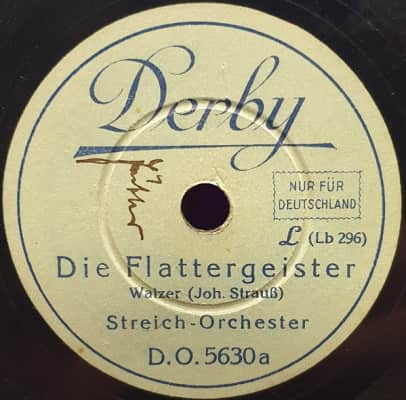 Derby
NUR FÜR
DEUTSCHLAND
L (Lb 296)
Die Flattergeister
Walzer (Joh. Strauß)
Streich-Orchester
D.O. 5630a